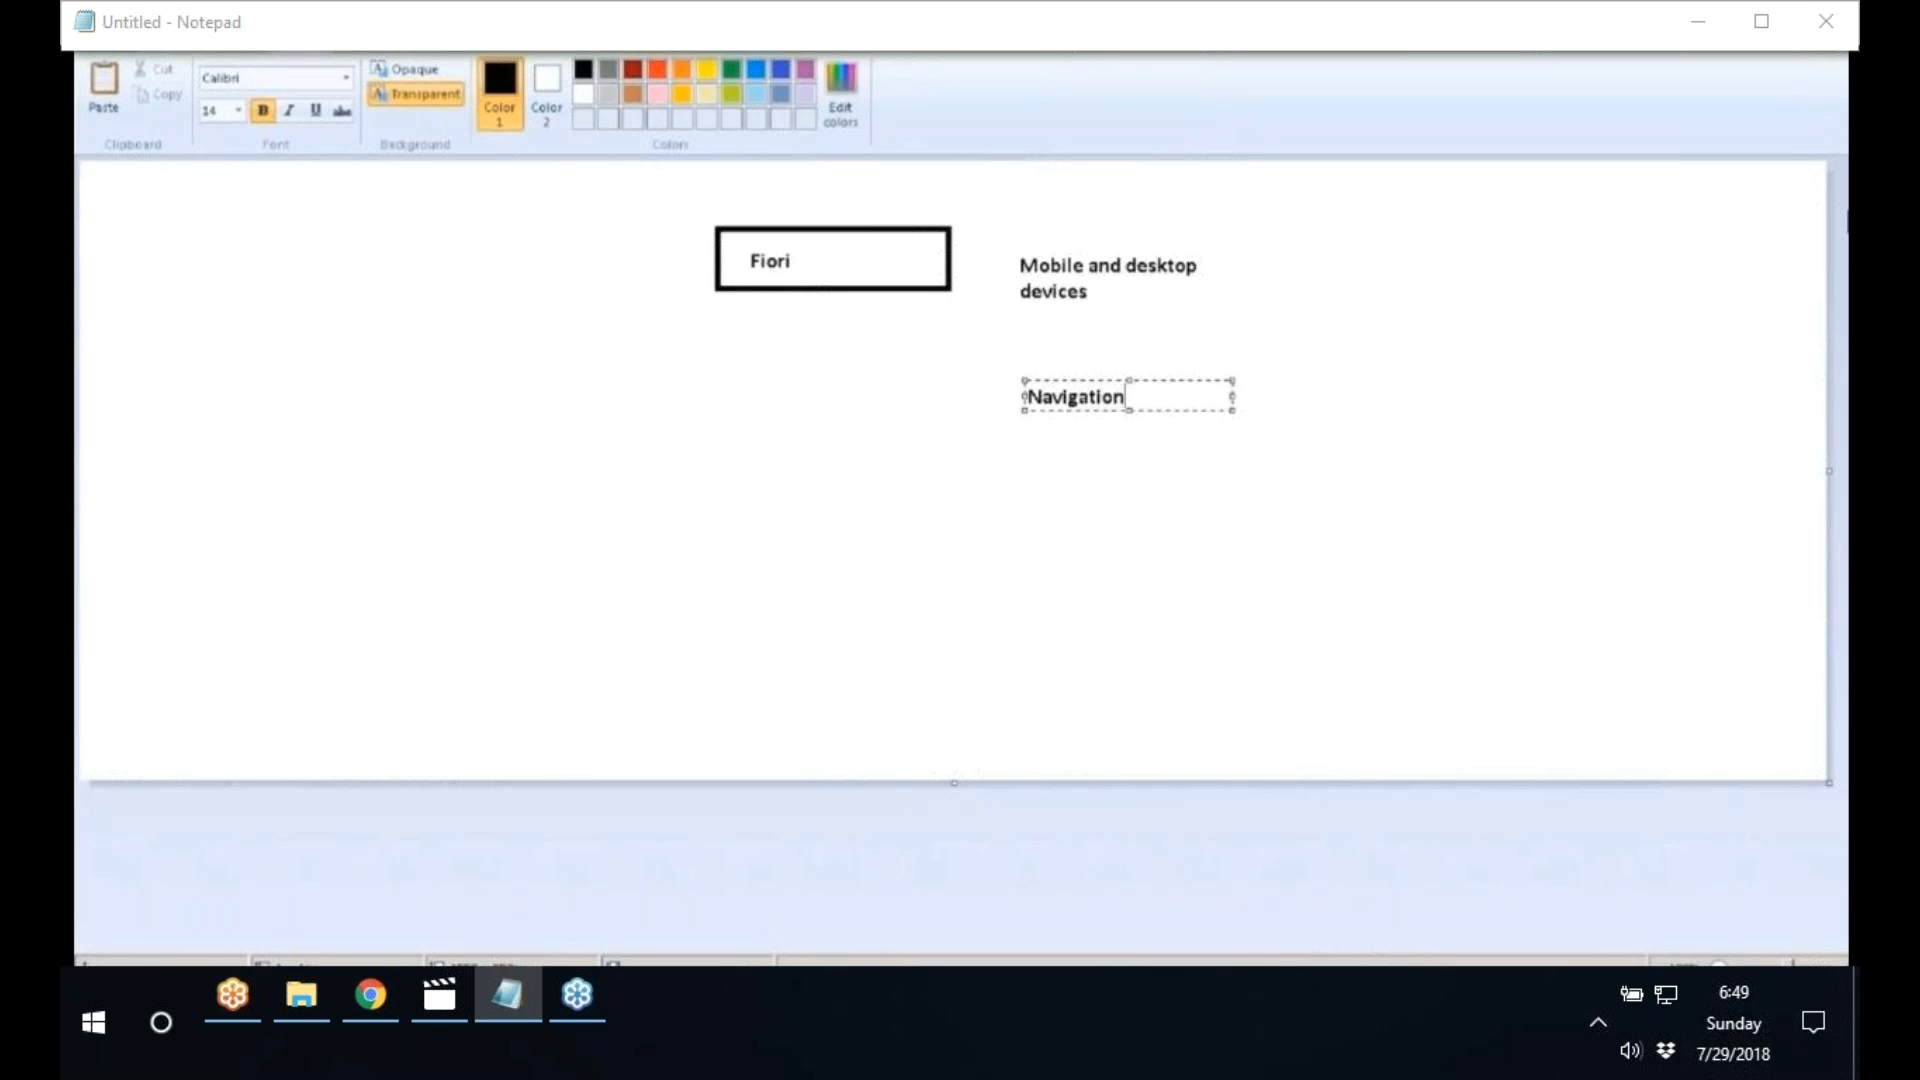 Untitled - Notepad
Paste
Cut
Copy
Clipboard
Calibri
14
B I U abc
Font
Opaque
Transparent
Background
Color
1
Color
2
Edit
colors
Colors
Fiori
Mobile and desktop
devices
Navigation
6:49
Sunday
7/29/2018